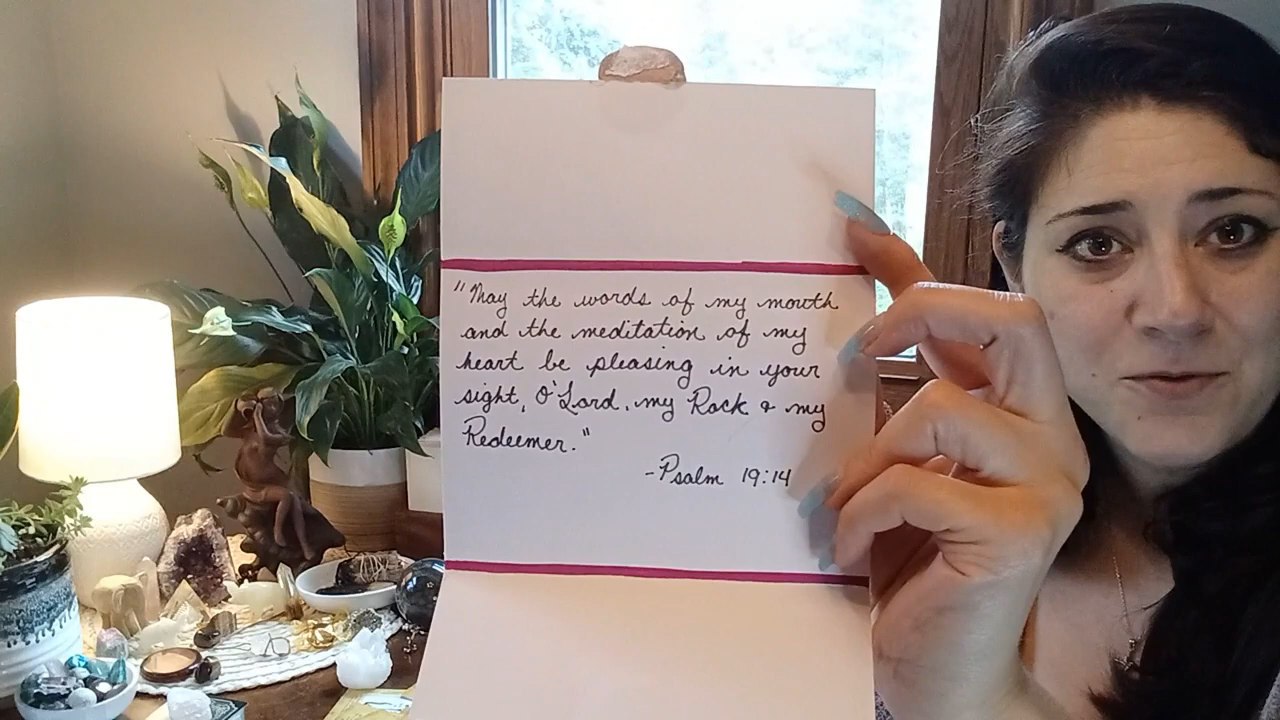 "May the words of my mouth
and the meditation of my
heart be pleasing in your
sight, O'Lord, my Rock & my
Redeemer."
-Psalm 19:14